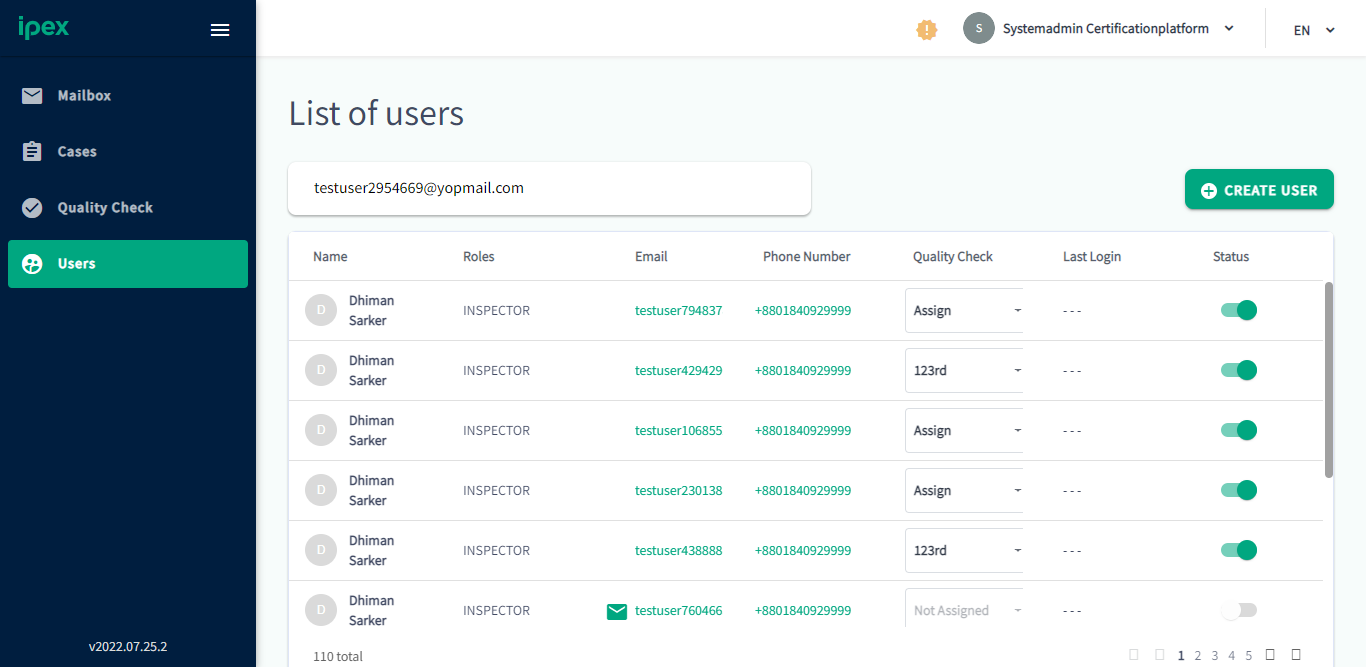 ipex
S
Systemadmin Certificationplatform
EN
Mailbox
Cases
Quality Check
Users
v2022.07.25.2
List of users
testuser2954669@yopmail.com
CREATE USER
Name Roles Email Phone Number Quality Check Last Login Status
D Dhiman Sarker INSPECTOR testuser794837 +8801840929999 Assign ---
D Dhiman Sarker INSPECTOR testuser429429 +8801840929999 123rd ---
D Dhiman Sarker INSPECTOR testuser106855 +8801840929999 Assign ---
D Dhiman Sarker INSPECTOR testuser230138 +8801840929999 Assign ---
D Dhiman Sarker INSPECTOR testuser438888 +8801840929999 123rd ---
D Dhiman Sarker INSPECTOR testuser760466 +8801840929999 Not Assigned ---
110 total
1 2 3 4 5